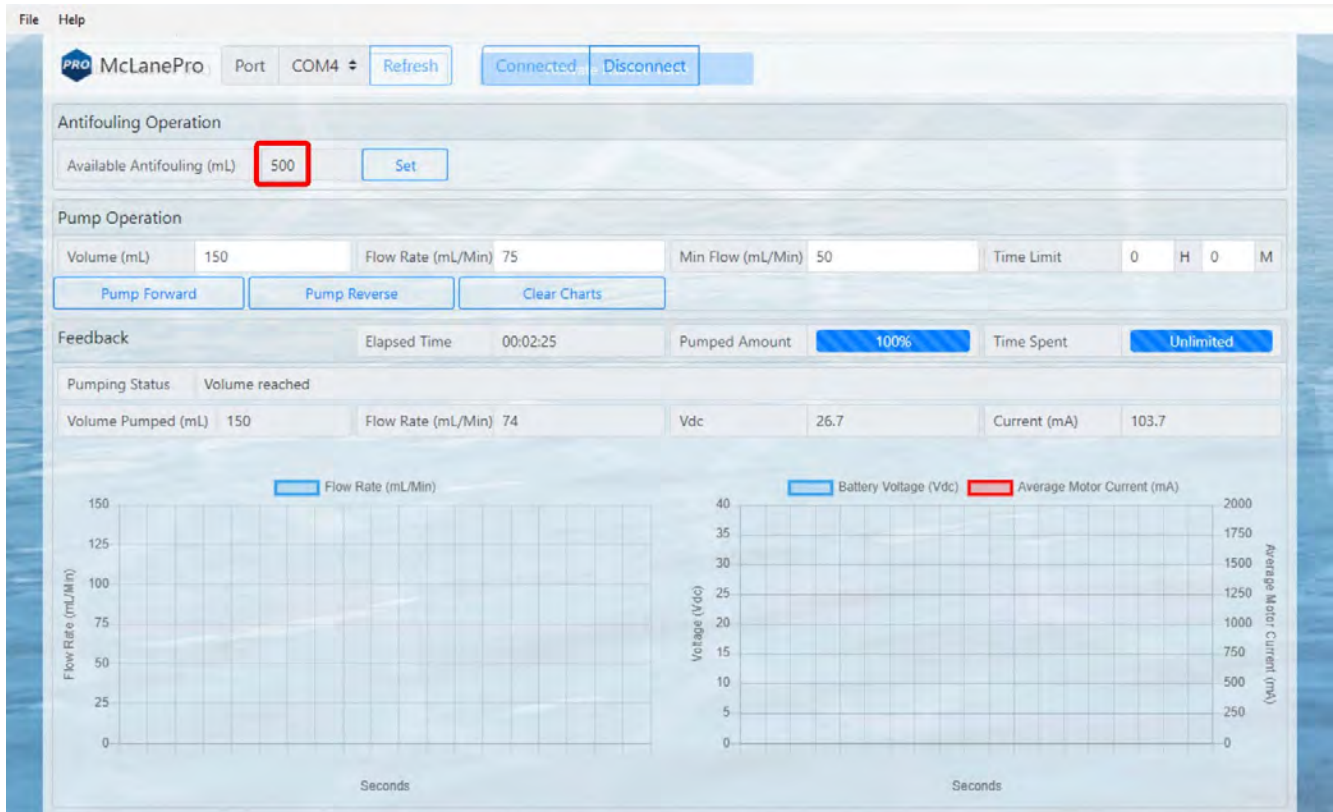 File Help
PRO McLanePro Port COM4 Refresh Connected Disconnect
Antifouling Operation
Available Antifouling (mL) 500 Set
Pump Operation
Volume (mL) 150 Flow Rate (mL/Min) 75 Min Flow (mL/Min) 50 Time Limit 0 H 0 M
Pump Forward Pump Reverse Clear Charts
Feedback Elapsed Time 00:02:25 Pumped Amount 100% Time Spent Unlimited
Pumping Status Volume reached
Volume Pumped (mL) 150 Flow Rate (mL/Min) 74 Vdc 26.7 Current (mA) 103.7
Flow Rate (mL/Min)
150
125
100
75
50
25
0
Flow Rate (mL/Min)
Seconds
Battery Voltage (Vdc) Average Motor Current (mA)
40 2000
35 1750
30 1500
25 1250
20 1000
15 750
10 500
5 250
0 0
Voltage (Vdc)
Average Motor Current (mA)
Seconds